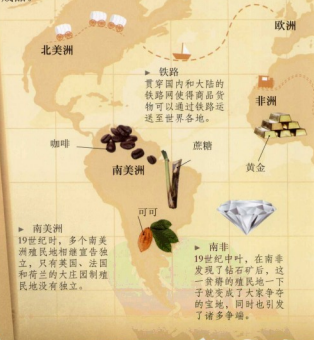 欧洲
北美洲
▶ 铁路
贯穿国内和大陆的
铁路网使得商品货
物可以通过铁路运
送至世界各地。
非洲
咖啡
蔗糖
南美洲
黄金
可可
▶ 南美洲
19世纪时，多个南美
洲殖民地相继宣告独
立，只有英国、法国
和荷兰的大庄园制殖
民地没有独立。
▶ 南非
19世纪中叶，在南非
发现了钻石矿后，这
一贫瘠的殖民地一下
子就变成了大家争夺
的宝地，同时也引发
了诸多争端。